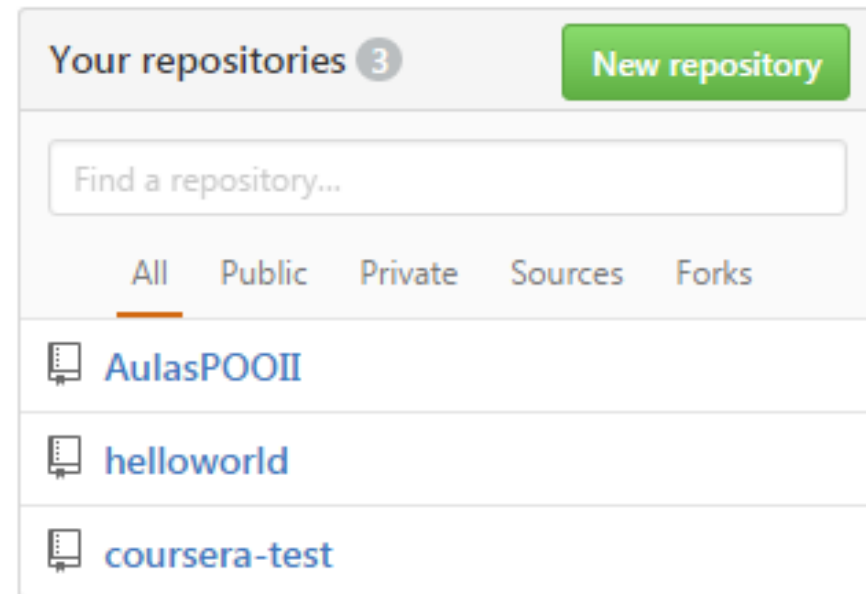 Your repositories 3 New repository
Find a repository...
All Public Private Sources Forks
AulasPOOII
helloworld
coursera-test